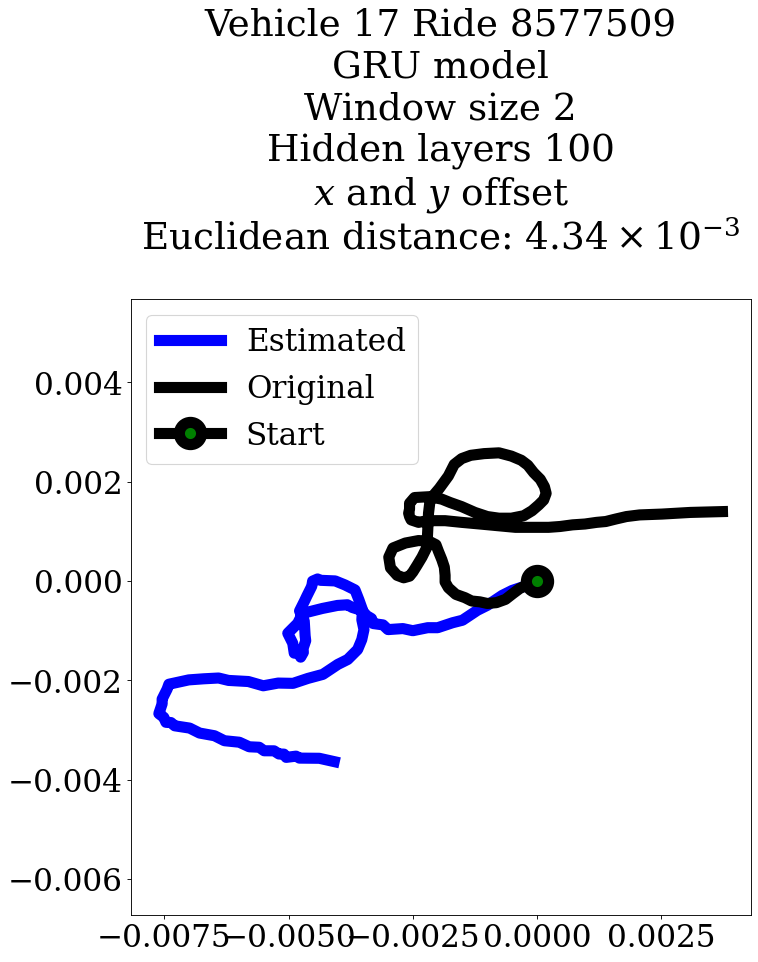 Vehicle 17 Ride 8577509
GRU model
Window size 2
Hidden layers 100
x and y offset
Euclidean distance: 4.34 × 10⁻³
Estimated
Original
Start
0.004
0.002
0.000
−0.002
−0.004
−0.006
−0.0075 −0.0050 −0.0025 0.0000 0.0025